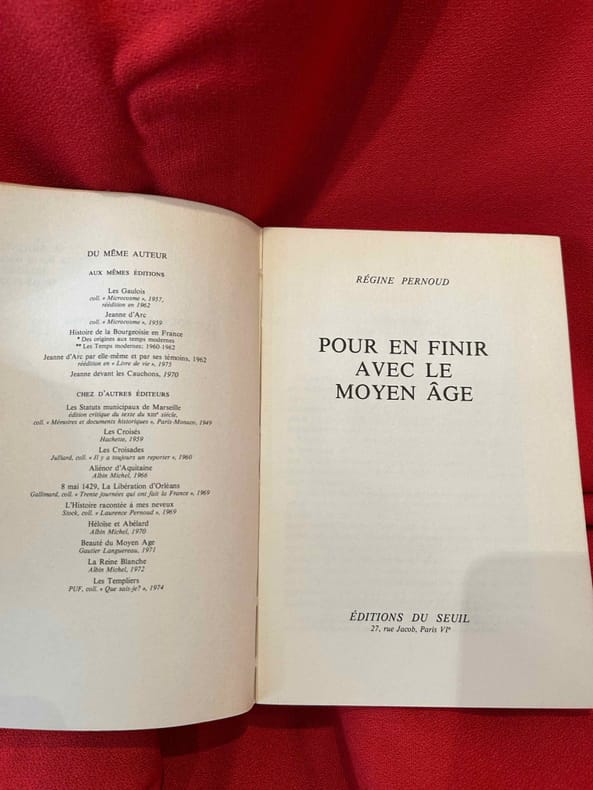 DU MÊME AUTEUR
AUX MÊMES ÉDITIONS
Les Gaulois
coll. « Microcosme », 1957,
réédition en 1962
Jeanne d'Arc
coll. « Microcosme », 1959
Histoire de la Bourgeoisie en France
* Des origines aux temps modernes
** Les Temps modernes; 1960-1962
Jeanne d'Arc par elle-même et par ses témoins, 1962
réédition en « Livre de vie », 1975
Jeanne devant les Cauchons, 1970
CHEZ D'AUTRES ÉDITEURS
Les Statuts municipaux de Marseille
édition critique du texte du XIIIe siècle,
coll. « Mémoires et documents historiques », Paris-Monaco, 1949
Les Croisés
Hachette, 1959
Les Croisades
Julliard, coll. « Il y a toujours un reporter », 1960
Aliénor d'Aquitaine
Albin Michel, 1966
8 mai 1429, La Libération d'Orléans
Gallimard, coll. « Trente journées qui ont fait la France », 1969
L'Histoire racontée à mes neveux
Stock, coll. « Laurence Pernoud », 1969
Héloïse et Abélard
Albin Michel, 1970
Beauté du Moyen Age
Gautier Languereau, 1971
La Reine Blanche
Albin Michel, 1972
Les Templiers
PUF, coll. « Que sais-je? », 1974
RÉGINE PERNOUD
POUR EN FINIR
AVEC LE
MOYEN ÂGE
ÉDITIONS DU SEUIL
27, rue Jacob, Paris VIe